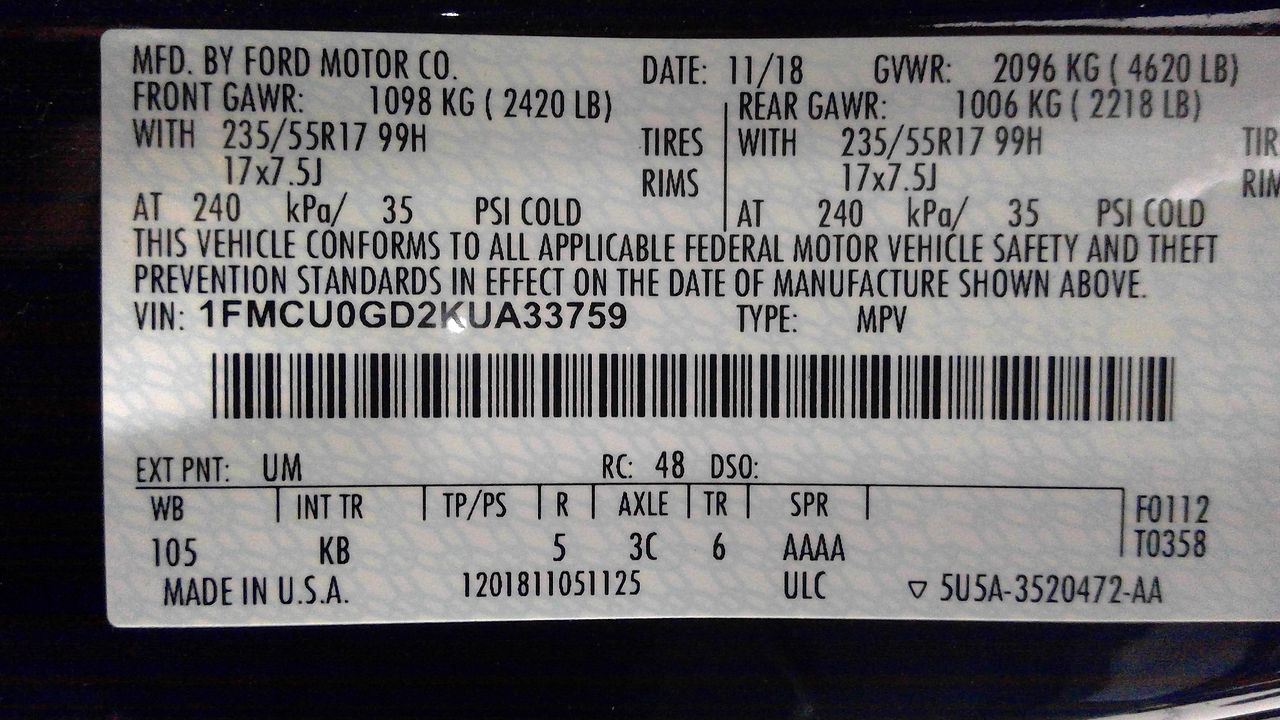 MFD. BY FORD MOTOR CO. DATE: 11/18 GVWR: 2096 KG ( 4620 LB)
FRONT GAWR: 1098 KG ( 2420 LB) REAR GAWR: 1006 KG ( 2218 LB)
WITH 235/55R17 99H TIRES WITH 235/55R17 99H TIR
17x7.5J RIMS 17x7.5J RIM
AT 240 kPa/ 35 PSI COLD AT 240 kPa/ 35 PSI COLD
THIS VEHICLE CONFORMS TO ALL APPLICABLE FEDERAL MOTOR VEHICLE SAFETY AND THEFT
PREVENTION STANDARDS IN EFFECT ON THE DATE OF MANUFACTURE SHOWN ABOVE.
VIN: 1FMCU0GD2KUA33759 TYPE: MPV
EXT PNT: UM RC: 48 DSO:
WB INT TR TP/PS R AXLE TR SPR F0112
105 KB 5 3C 6 AAAA T0358
MADE IN U.S.A. 1201811051125 ULC ▽ 5U5A-3520472-AA